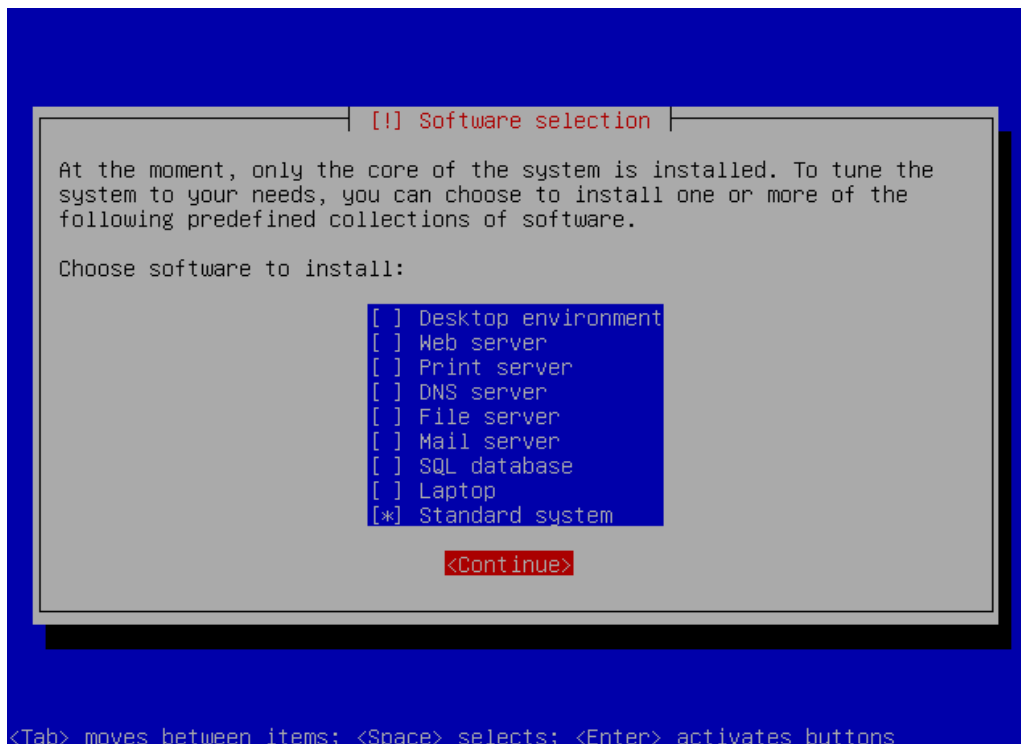 [!] Software selection
At the moment, only the core of the system is installed. To tune the
system to your needs, you can choose to install one or more of the
following predefined collections of software.
Choose software to install:
[ ] Desktop environment
[ ] Web server
[ ] Print server
[ ] DNS server
[ ] File server
[ ] Mail server
[ ] SQL database
[ ] Laptop
[*] Standard system
<Continue>
<Tab> moves between items; <Space> selects; <Enter> activates buttons